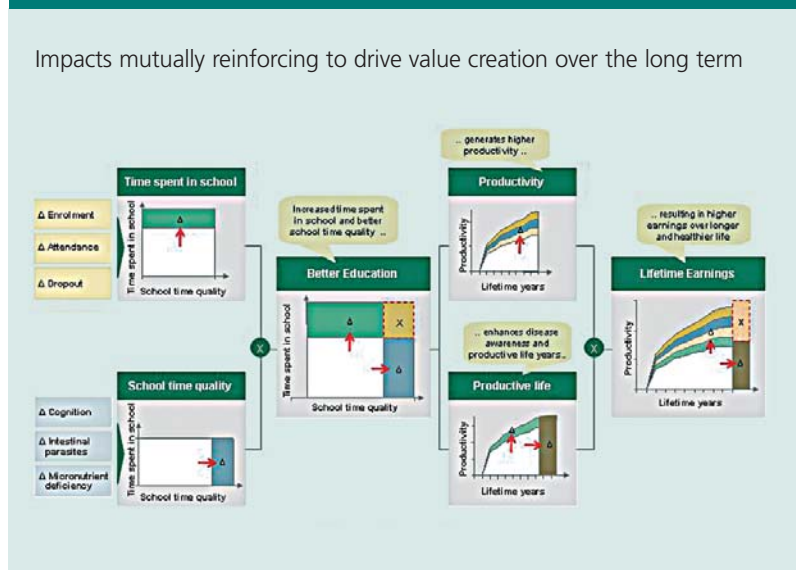 Impacts mutually reinforcing to drive value creation over the long term
Time spent in school
Δ Enrolment
Δ Attendance
Δ Dropout
Time spent in school
Δ
School time quality
School time quality
Δ Cognition
Δ Intestinal
parasites
Δ Micronutrient
deficiency
Time spent in school
Δ
School time quality
X
Increased time spent
in school and better
school time quality ..
Better Education
Time spent in school
Δ
X
Δ
School time quality
.. generates higher
productivity ..
Productivity
Productivity
Δ
Lifetime years
.. enhances disease
awareness and
productive life years..
Productive life
Productivity
Δ
Δ
Lifetime years
X
.. resulting in higher
earnings over longer
and healthier life
Lifetime Earnings
Productivity
Δ
X
Δ
Δ
Lifetime years